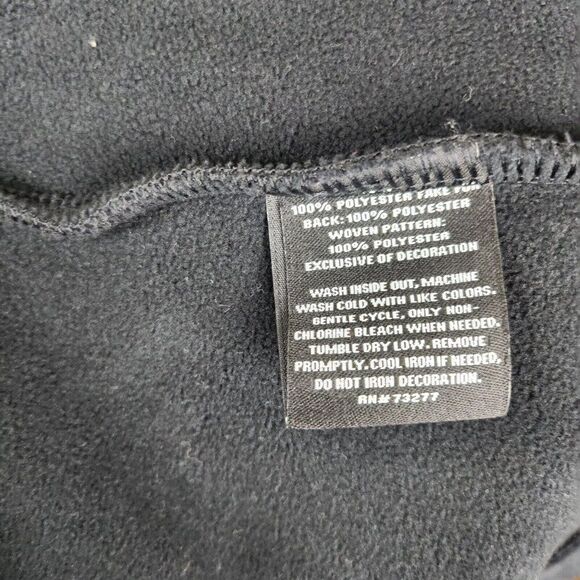 100% POLYESTER FAKE FUR
BACK: 100% POLYESTER
WOVEN PATTERN:
100% POLYESTER
EXCLUSIVE OF DECORATION
WASH INSIDE OUT, MACHINE
WASH COLD WITH LIKE COLORS.
GENTLE CYCLE, ONLY NON-
CHLORINE BLEACH WHEN NEEDED.
TUMBLE DRY LOW. REMOVE
PROMPTLY. COOL IRON IF NEEDED,
DO NOT IRON DECORATION.
RN# 73277